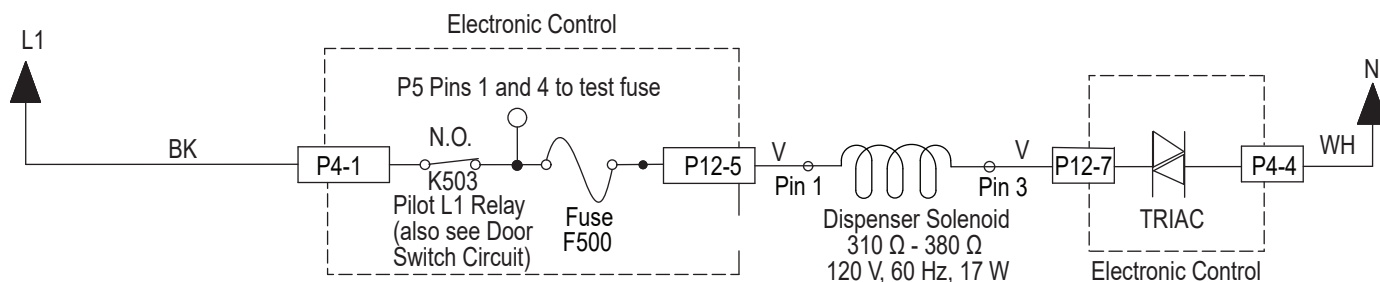 Electronic Control
L1
N
P5 Pins 1 and 4 to test fuse
N.O.
BK
P4-1
K503
Pilot L1 Relay
(also see Door
Switch Circuit)
Fuse
F500
P12-5
V
Pin 1
Dispenser Solenoid
310 Ω - 380 Ω
120 V, 60 Hz, 17 W
V
Pin 3
P12-7
TRIAC
P4-4
WH
Electronic Control